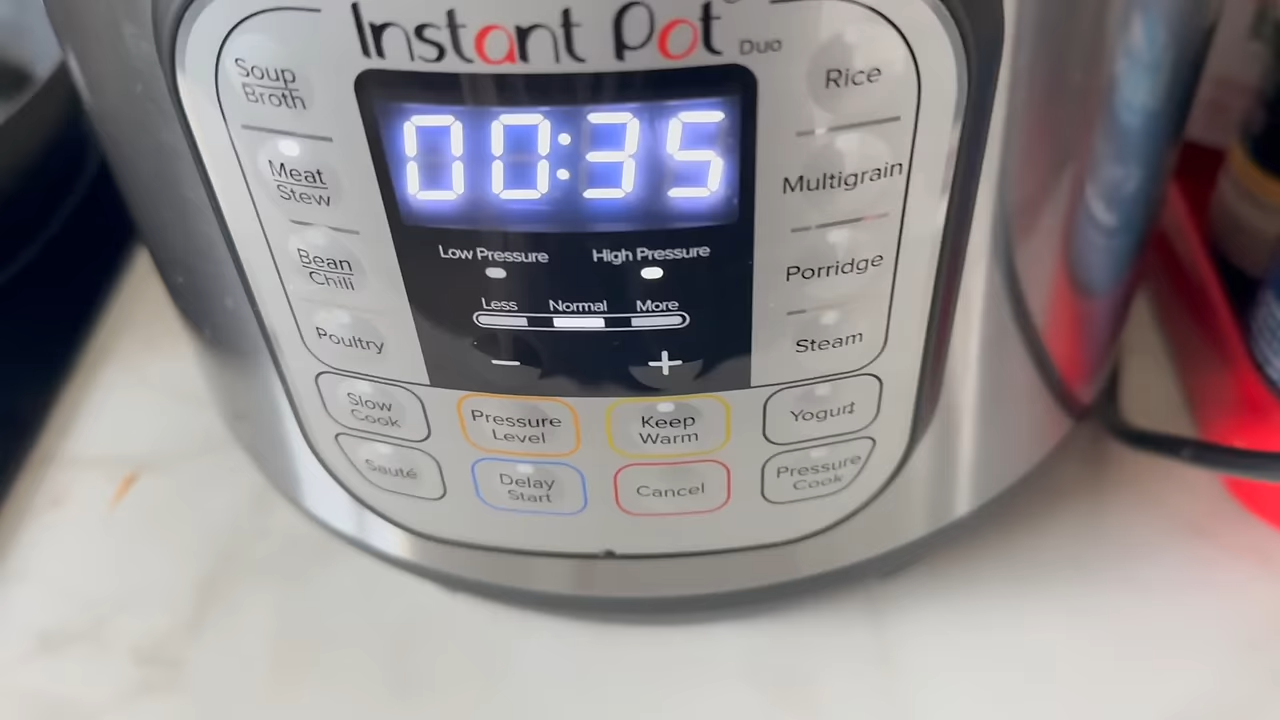 Instant Pot Duo
Soup
Broth
Meat
Stew
Bean
Chili
Poultry
00:35
Low Pressure
High Pressure
Less
Normal
More
−
+
Rice
Multigrain
Porridge
Steam
Slow
Cook
Pressure
Level
Keep
Warm
Yogurt
Sauté
Delay
Start
Cancel
Pressure
Cook